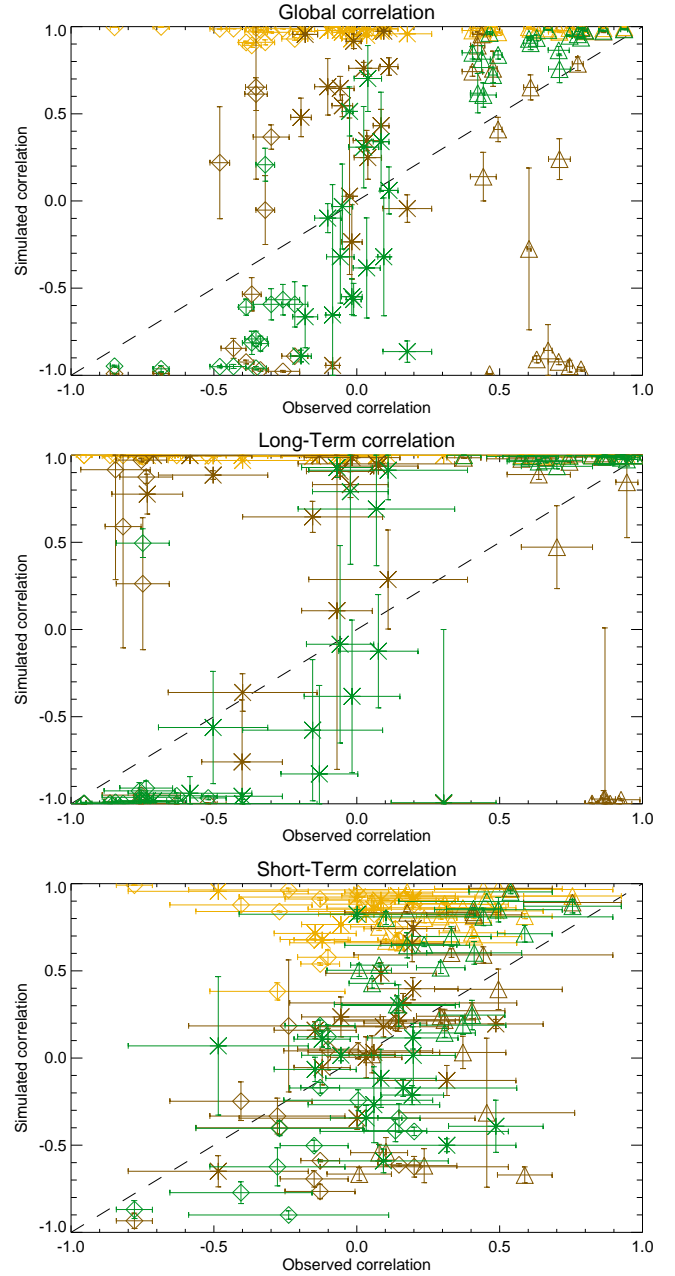 Global correlation
1.0
0.5
0.0
-0.5
-1.0
Simulated correlation
-1.0 -0.5 0.0 0.5 1.0
Observed correlation
Long-Term correlation
1.0
0.5
0.0
-0.5
-1.0
Simulated correlation
-1.0 -0.5 0.0 0.5 1.0
Observed correlation
Short-Term correlation
1.0
0.5
0.0
-0.5
-1.0
Simulated correlation
-1.0 -0.5 0.0 0.5 1.0
Observed correlation